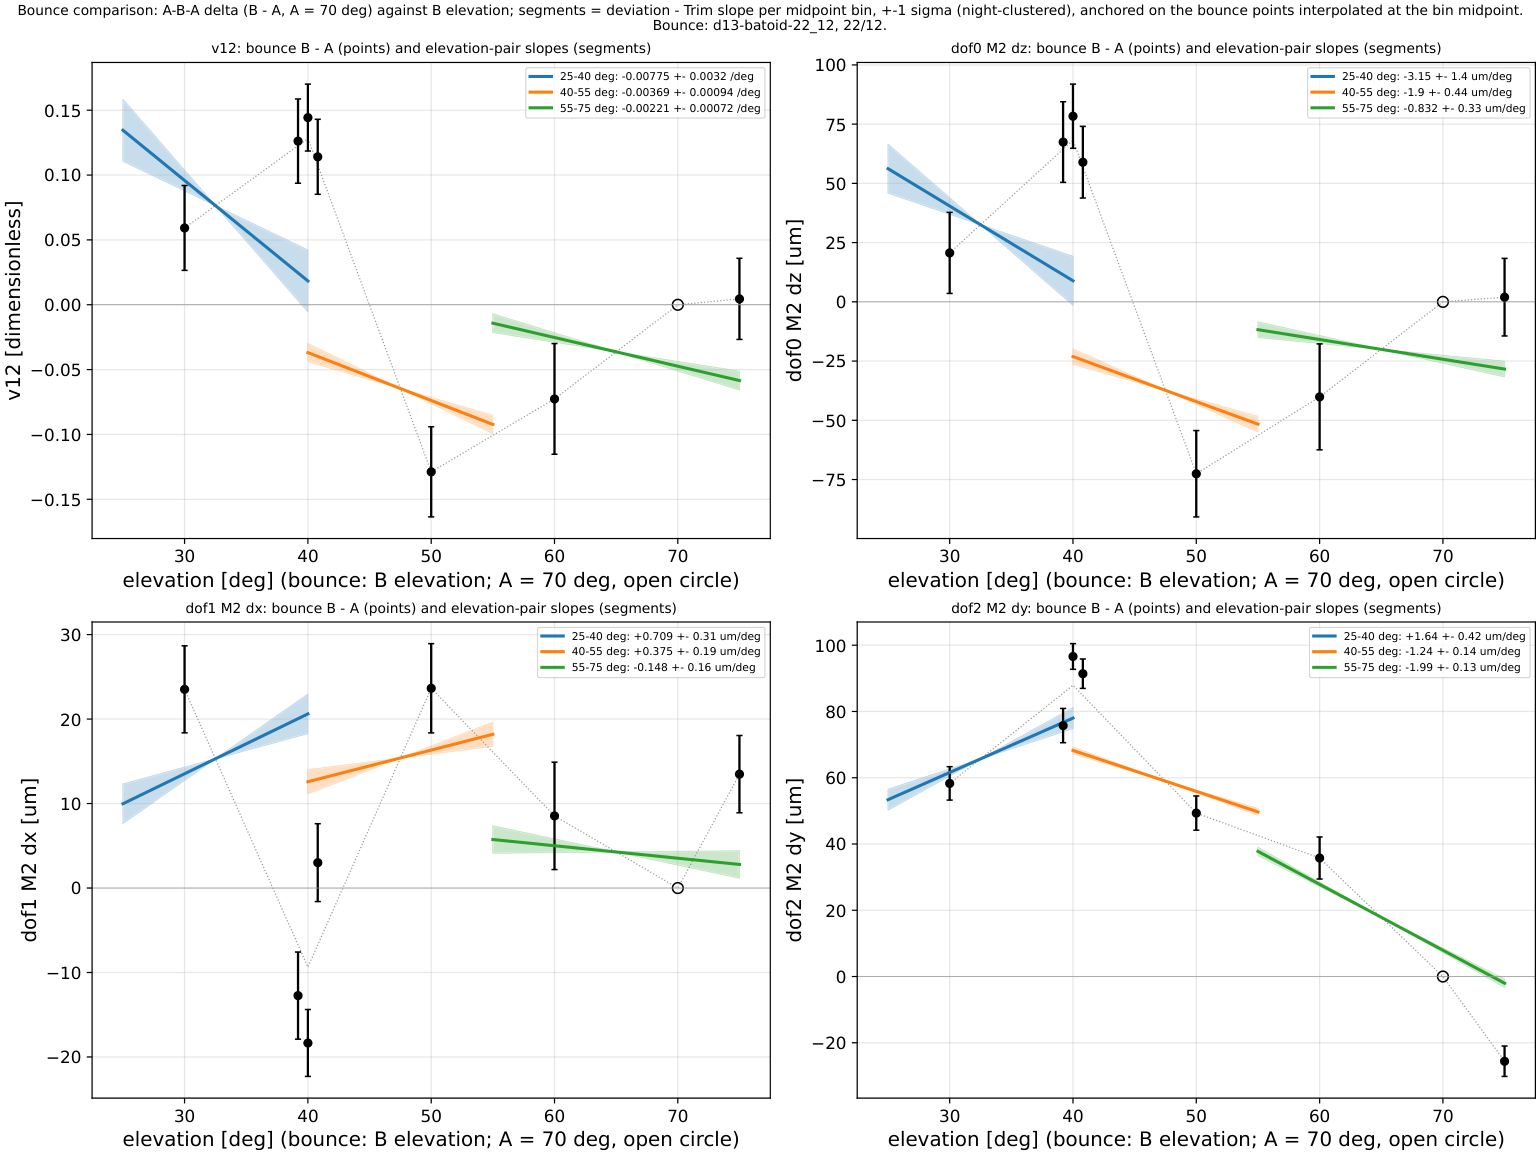 Bounce comparison: A-B-A delta (B - A, A = 70 deg) against B elevation; segments = deviation - Trim slope per midpoint bin, +-1 sigma (night-clustered), anchored on the bounce points interpolated at the bin midpoint.
Bounce: d13-batoid-22_12, 22/12.
v12: bounce B - A (points) and elevation-pair slopes (segments)
25-40 deg: -0.00775 +- 0.0032 /deg
40-55 deg: -0.00369 +- 0.00094 /deg
55-75 deg: -0.00221 +- 0.00072 /deg
v12 [dimensionless]
0.15
0.10
0.05
0.00
−0.05
−0.10
−0.15
30 40 50 60 70
elevation [deg] (bounce: B elevation; A = 70 deg, open circle)
dof0 M2 dz: bounce B - A (points) and elevation-pair slopes (segments)
25-40 deg: -3.15 +- 1.4 um/deg
40-55 deg: -1.9 +- 0.44 um/deg
55-75 deg: -0.832 +- 0.33 um/deg
dof0 M2 dz [um]
100
75
50
25
0
−25
−50
−75
30 40 50 60 70
elevation [deg] (bounce: B elevation; A = 70 deg, open circle)
dof1 M2 dx: bounce B - A (points) and elevation-pair slopes (segments)
25-40 deg: +0.709 +- 0.31 um/deg
40-55 deg: +0.375 +- 0.19 um/deg
55-75 deg: -0.148 +- 0.16 um/deg
dof1 M2 dx [um]
30
20
10
0
−10
−20
30 40 50 60 70
elevation [deg] (bounce: B elevation; A = 70 deg, open circle)
dof2 M2 dy: bounce B - A (points) and elevation-pair slopes (segments)
25-40 deg: +1.64 +- 0.42 um/deg
40-55 deg: -1.24 +- 0.14 um/deg
55-75 deg: -1.99 +- 0.13 um/deg
dof2 M2 dy [um]
100
80
60
40
20
0
−20
30 40 50 60 70
elevation [deg] (bounce: B elevation; A = 70 deg, open circle)